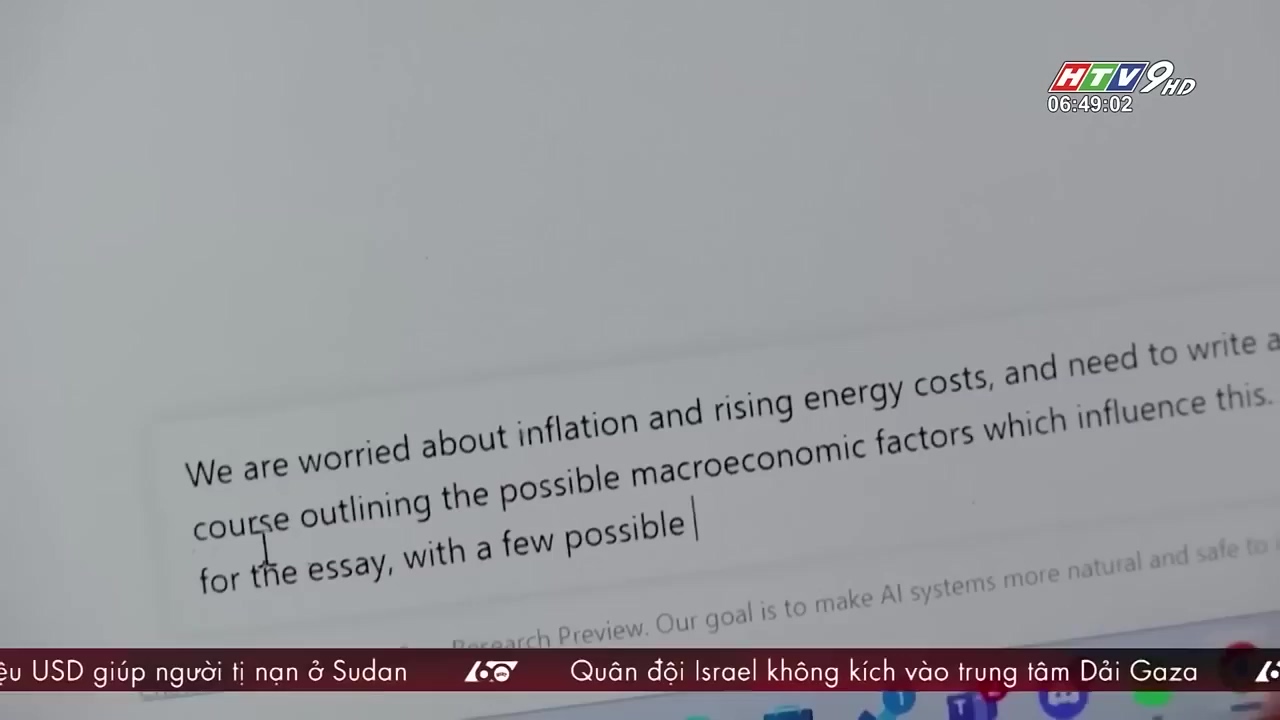 HTV9HD
06:49:02
We are worried about inflation and rising energy costs, and need to write a
course outlining the possible macroeconomic factors which influence this.
for the essay, with a few possible
Research Preview. Our goal is to make AI systems more natural and safe to
USD giúp người tị nạn ở Sudan 60 Quân đội Israel không kích vào trung tâm Dải Gaza